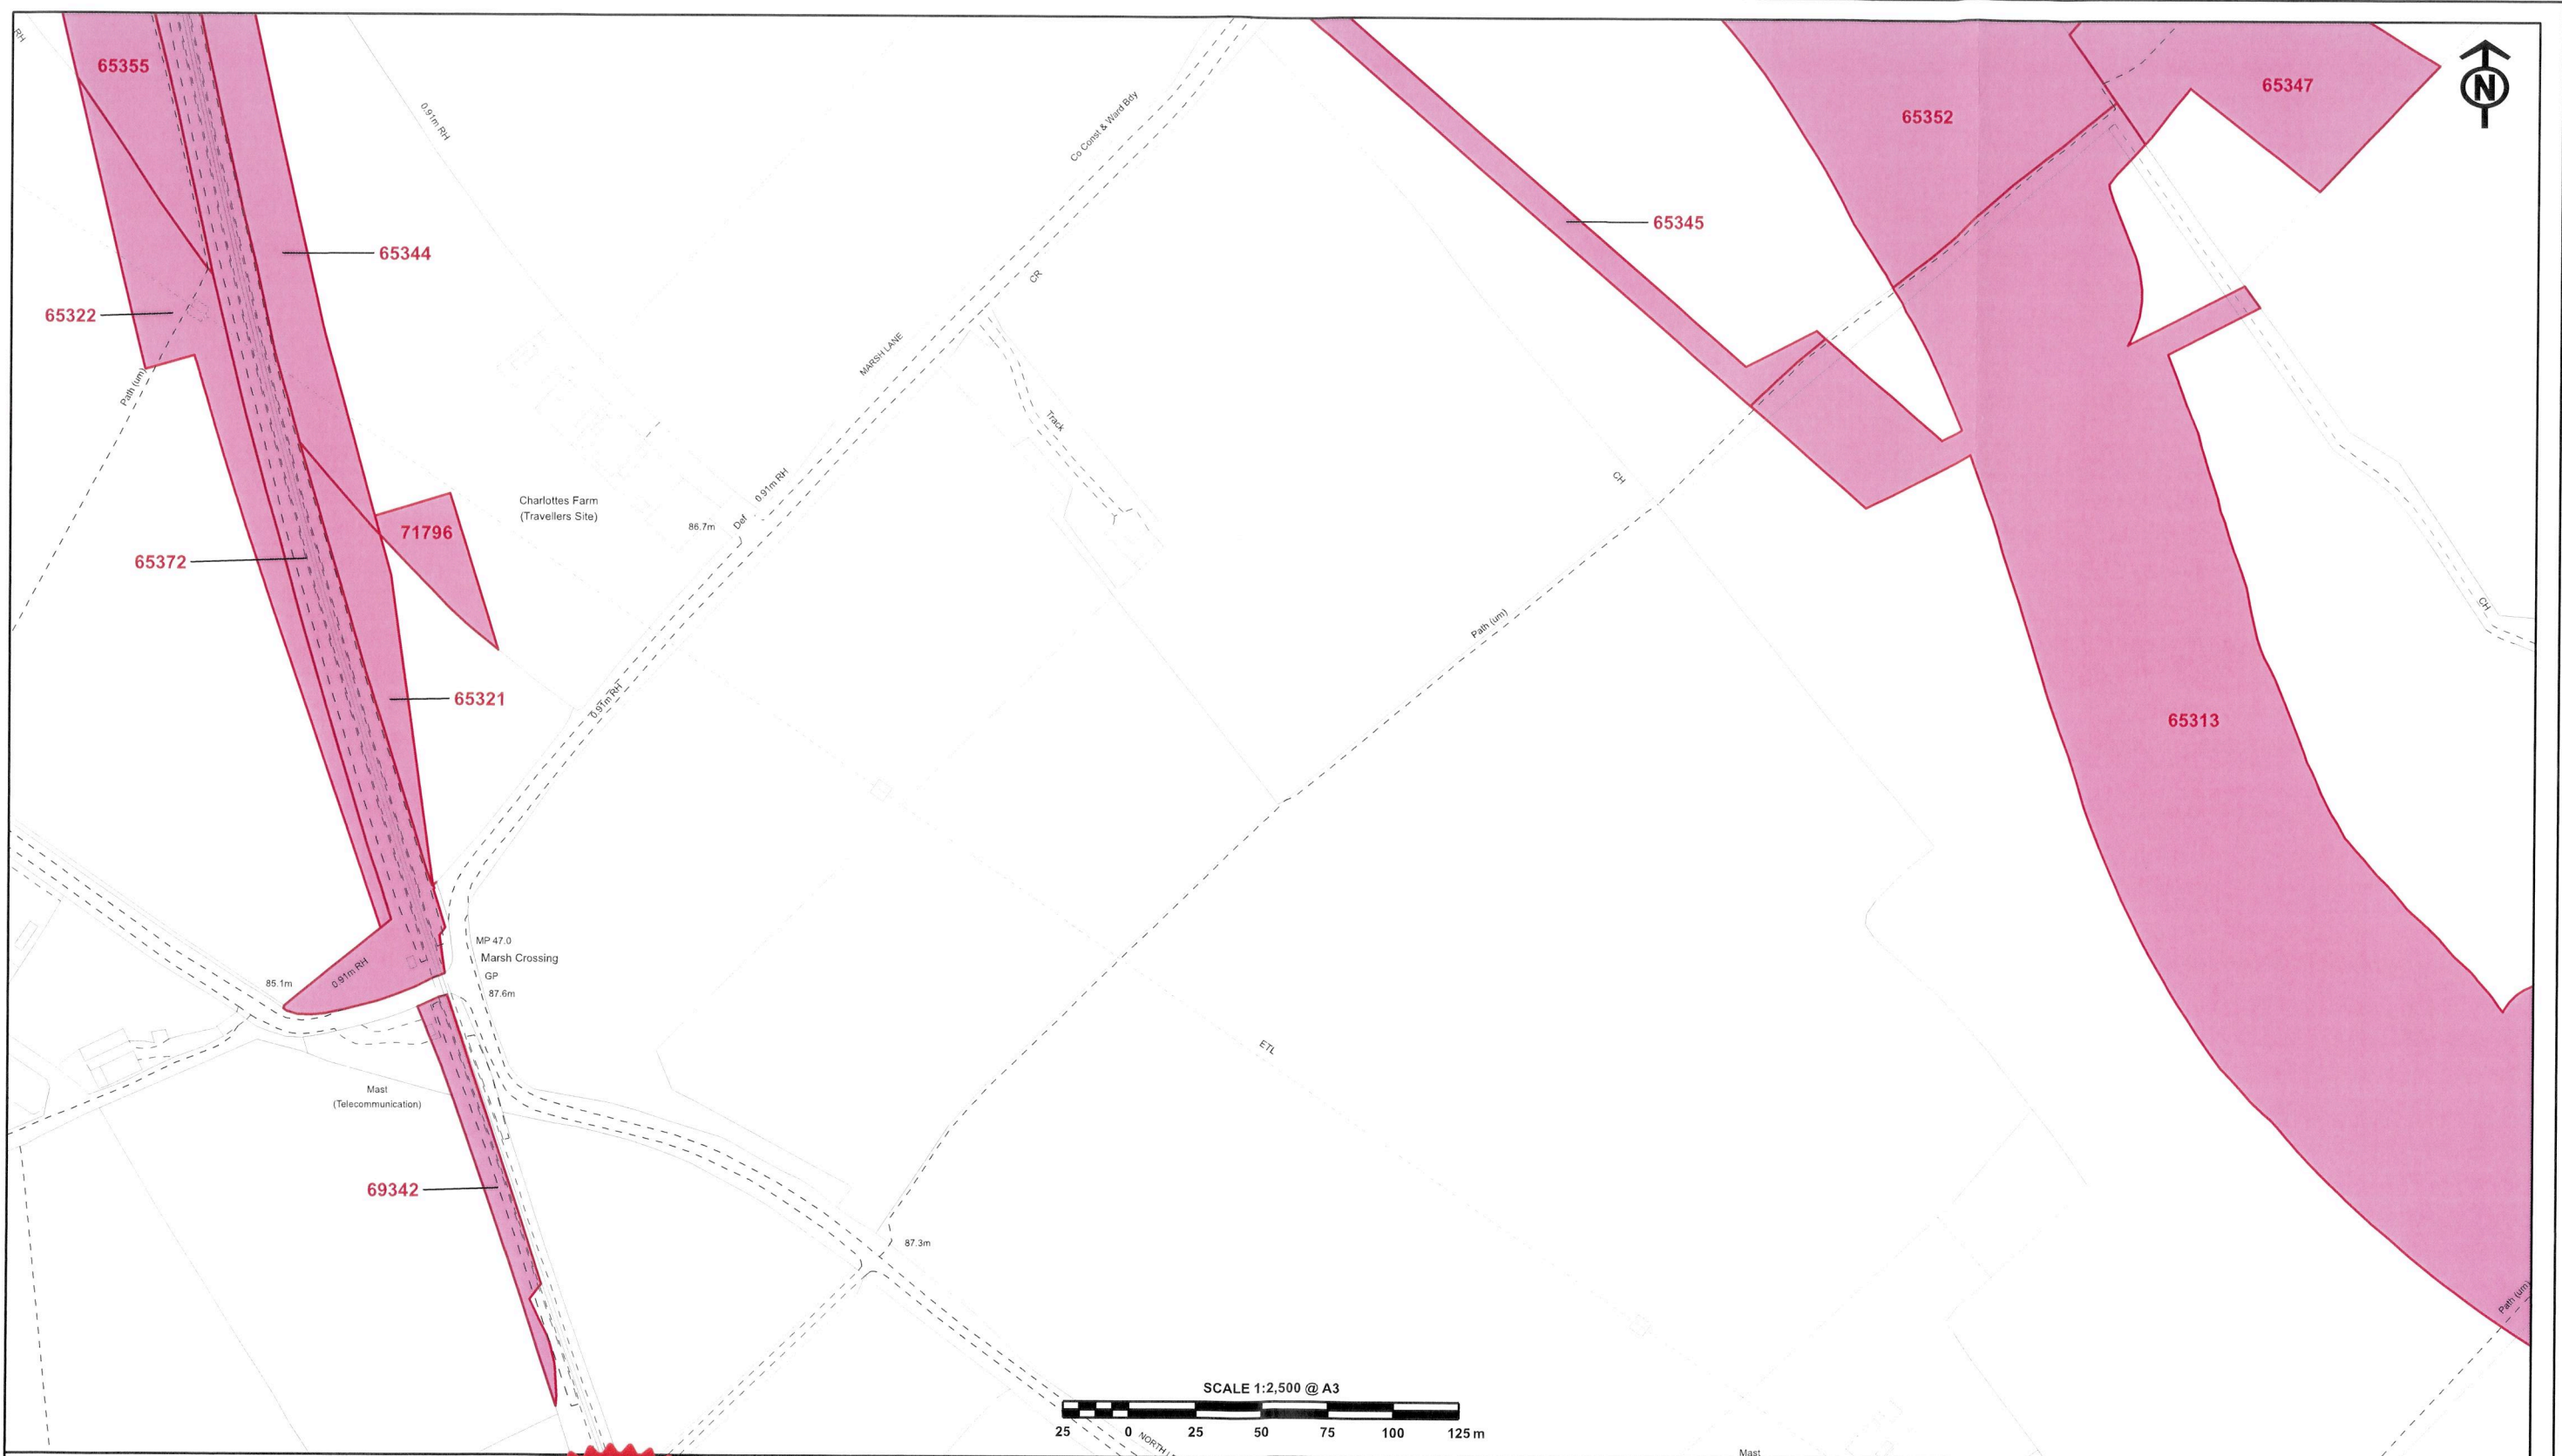 RH
65355
0.91m RH
Co Const & Ward Bdy
65352
65347
N
65345
65344
CR
65322
MARSH LANE
Path (um)
Track
CH
0.91m RH
Charlottes Farm
(Travellers Site)
86.7m
Def
71796
65372
CH
Path (um)
65321
0.91m RH
65313
MP 47.0
Marsh Crossing
GP
87.6m
0.91m RH
85.1m
ETL
Mast
(Telecommunication)
69342
87.3m
Path (um)
SCALE 1:2,500 @ A3
25 0 25 50 75 100 125 m
NORTH
Mast